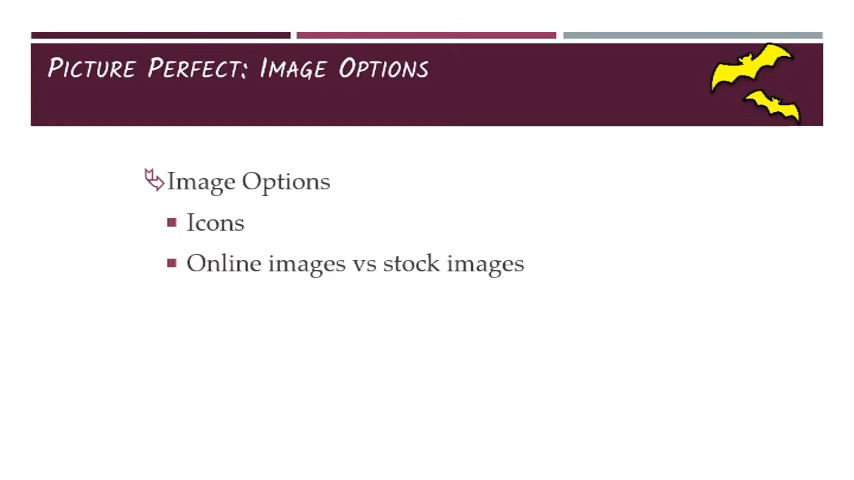 Picture Perfect: Image Options
Image Options
Icons
Online images vs stock images